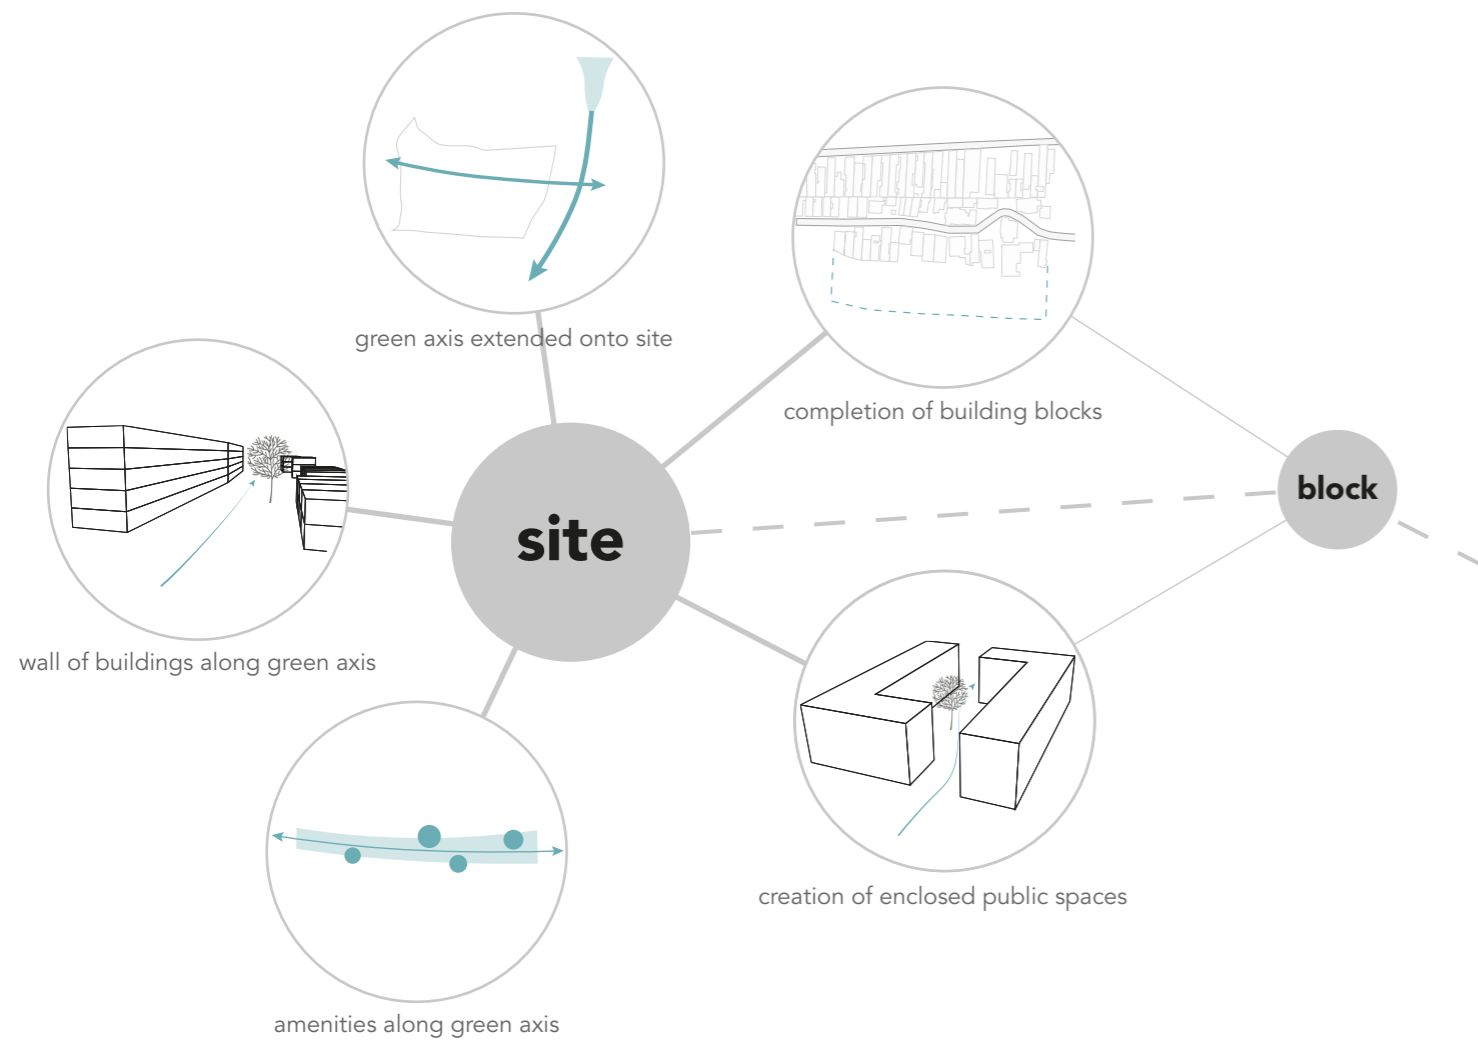 green axis extended onto site
completion of building blocks
block
site
wall of buildings along green axis
creation of enclosed public spaces
amenities along green axis